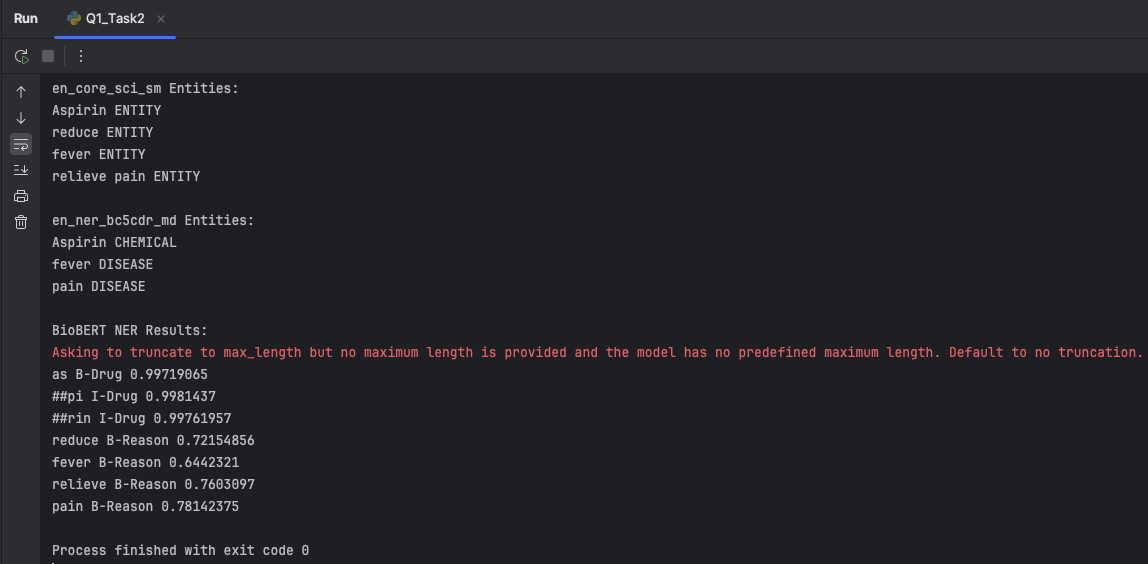 Run Q1_Task2
en_core_sci_sm Entities:
Aspirin ENTITY
reduce ENTITY
fever ENTITY
relieve pain ENTITY
en_ner_bc5cdr_md Entities:
Aspirin CHEMICAL
fever DISEASE
pain DISEASE
BioBERT NER Results:
Asking to truncate to max_length but no maximum length is provided and the model has no predefined maximum length. Default to no truncation.
as B-Drug 0.99719065
##pi I-Drug 0.9981437
##rin I-Drug 0.99761957
reduce B-Reason 0.72154856
fever B-Reason 0.6442321
relieve B-Reason 0.7603097
pain B-Reason 0.78142375
Process finished with exit code 0